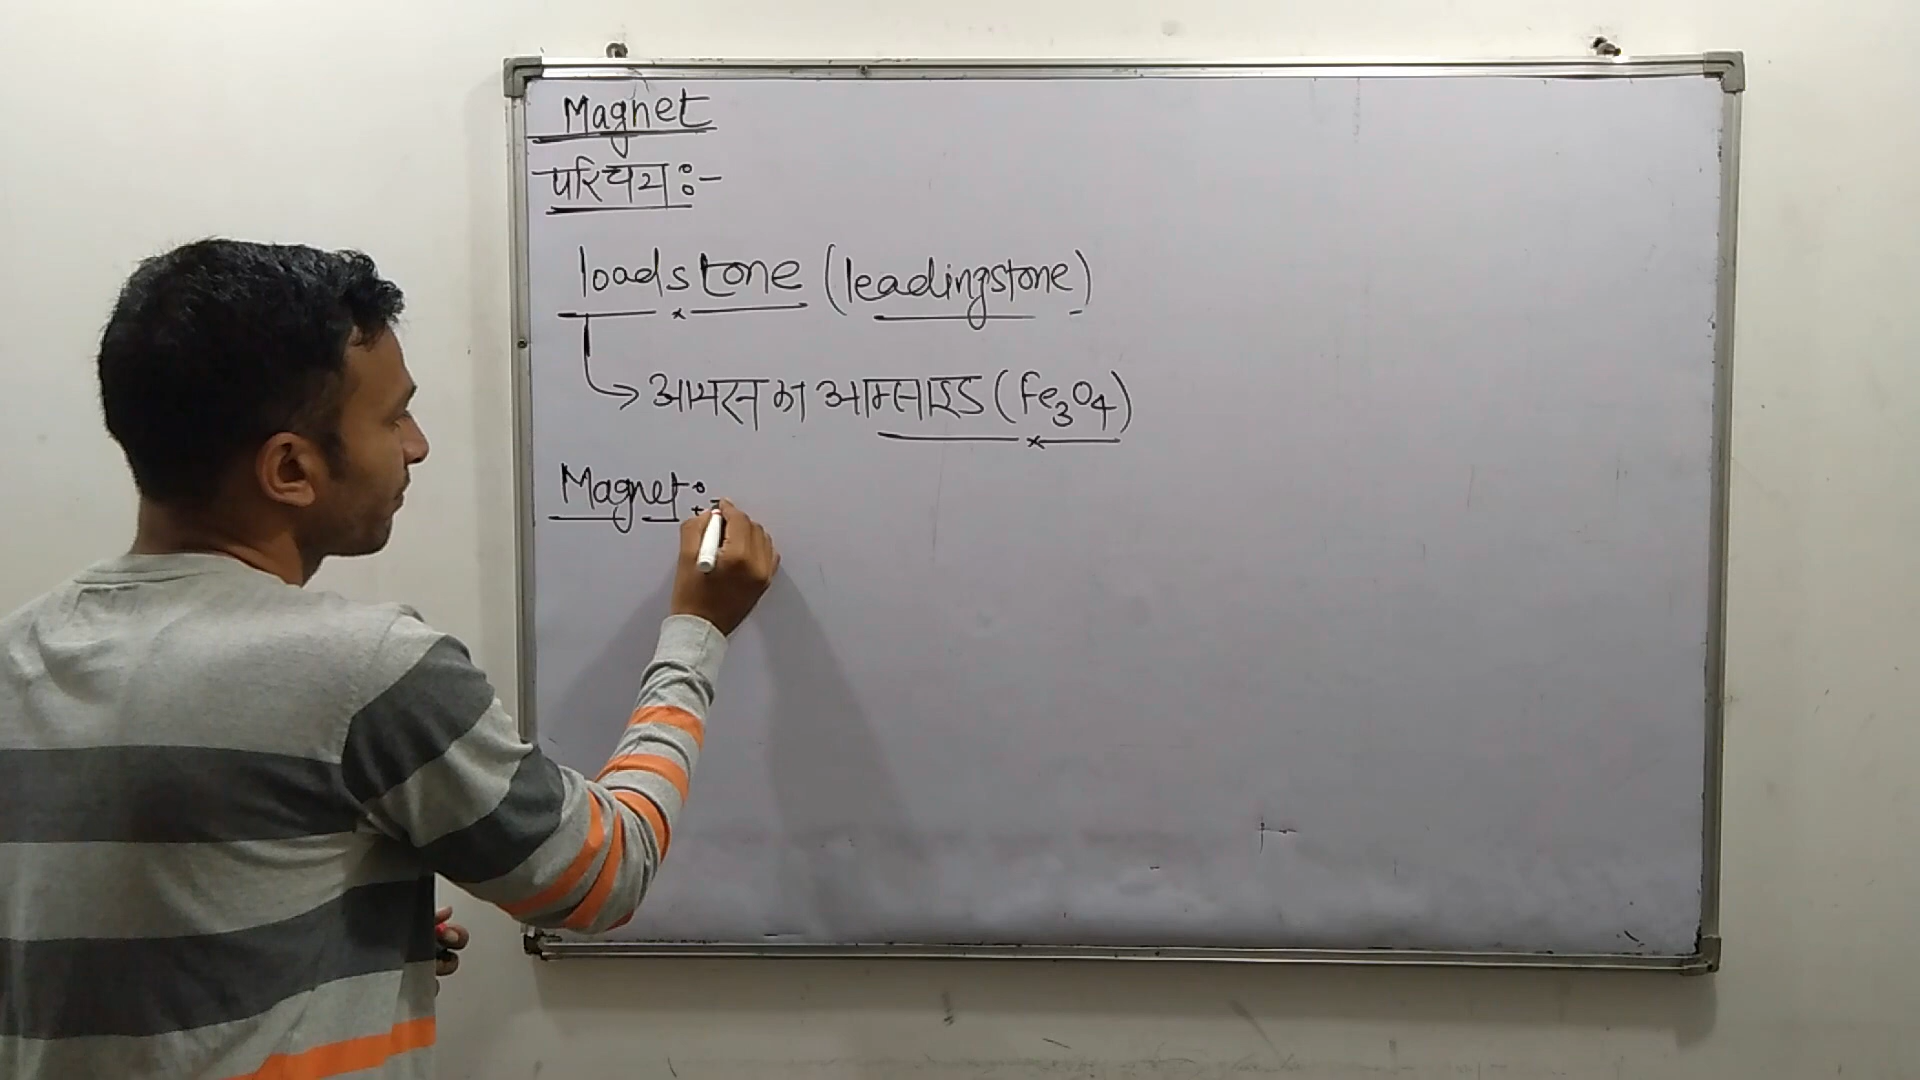 Magnet
परिचय :-
loadstone (leadingstone)
आयरन का आक्साइड (Fe3O4)
Magnet :-